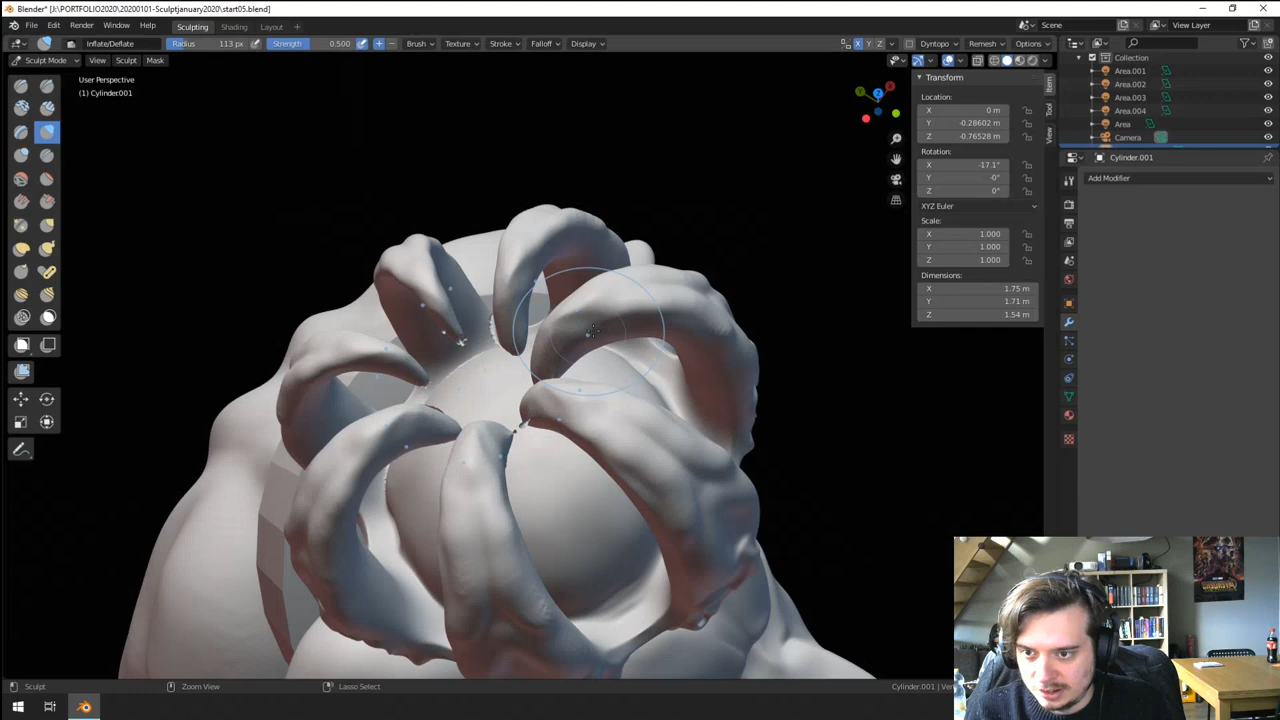 Blender* [J:\PORTFOLIO2020\20200101-Sculptjanuary2020\start05.blend]
File Edit Render Window Help Sculpting Shading Layout Scene View Layer
Inflate/Deflate Radius 113 px Strength 0.500 Brush Texture Stroke Falloff Display X Y Z Dyntopo Remesh Options
Sculpt Mode View Sculpt Mask
User Perspective
(1) Cylinder.001
Transform
Location:
X 0 m
Y -0.28602 m
Z -0.76528 m
Rotation:
X -17.1°
Y -0°
Z 0°
XYZ Euler
Scale:
X 1.000
Y 1.000
Z 1.000
Dimensions:
X 1.75 m
Y 1.71 m
Z 1.54 m
Item
Tool
View
Collection
Area.001
Area.002
Area.003
Area.004
Area
Camera
Cylinder.001
Add Modifier
Sculpt Zoom View Lasso Select Cylinder.001 | Ver